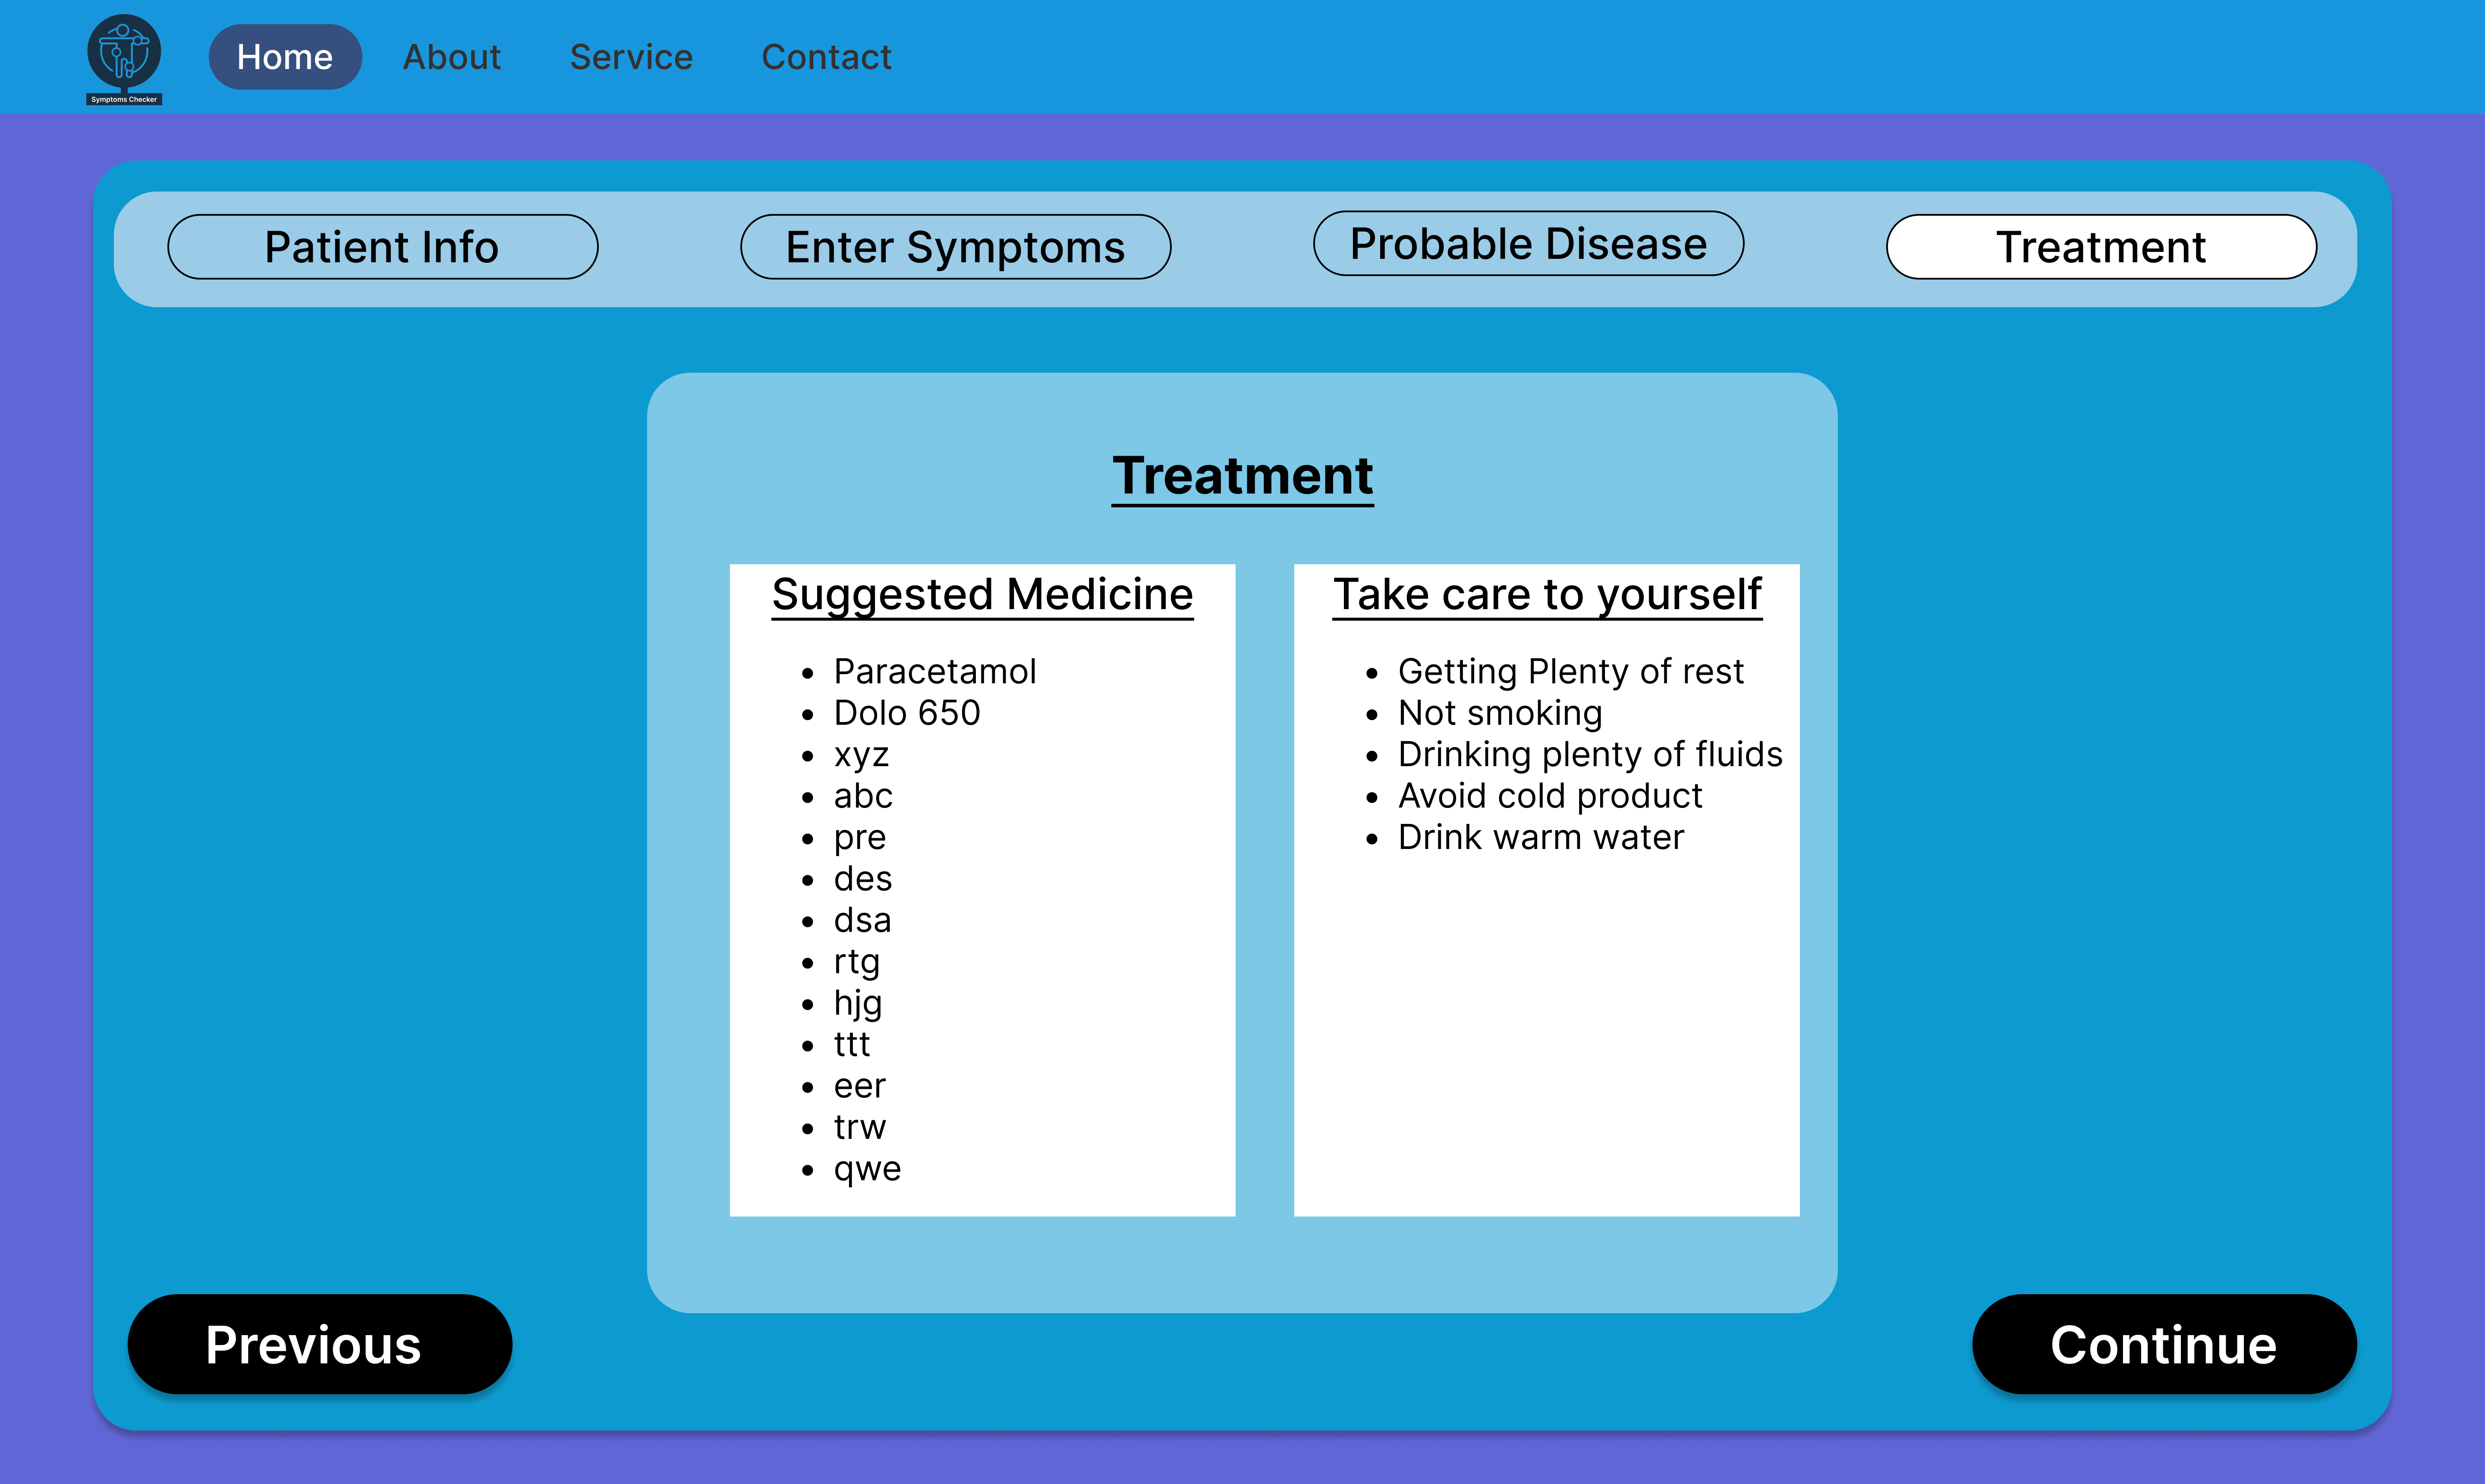 Symptoms Checker
Home
About
Service
Contact
Patient Info
Enter Symptoms
Probable Disease
Treatment
Treatment
Suggested Medicine
• Paracetamol
• Dolo 650
• xyz
• abc
• pre
• des
• dsa
• rtg
• hjg
• ttt
• eer
• trw
• qwe
Take care to yourself
• Getting Plenty of rest
• Not smoking
• Drinking plenty of fluids
• Avoid cold product
• Drink warm water
Previous
Continue